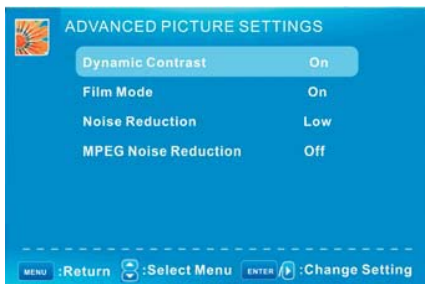 ADVANCED PICTURE SETTINGS
Dynamic Contrast On
Film Mode On
Noise Reduction Low
MPEG Noise Reduction Off
MENU :Return :Select Menu ENTER / :Change Setting